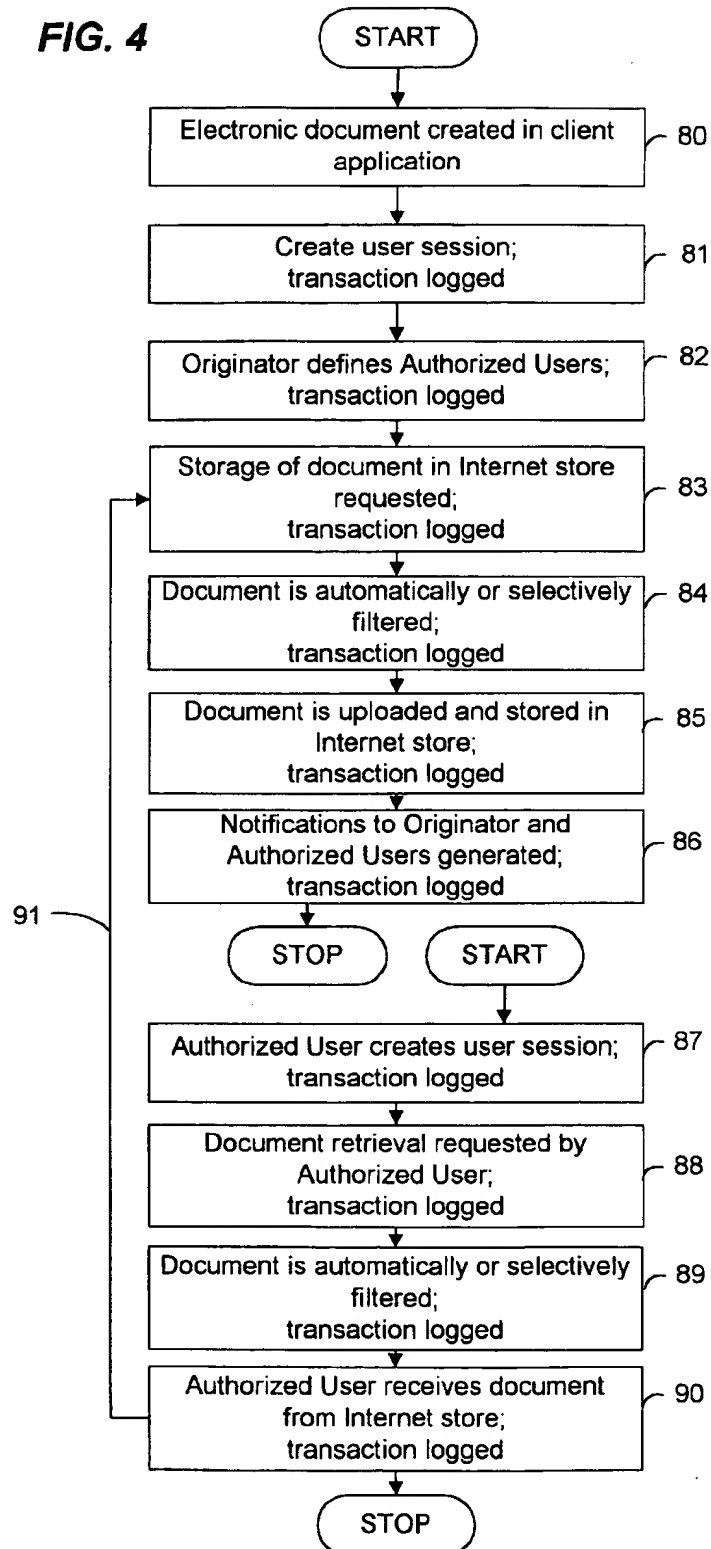 FIG. 4
START
Electronic document created in client
application
80
Create user session;
transaction logged
81
Originator defines Authorized Users;
transaction logged
82
Storage of document in Internet store
requested;
transaction logged
83
Document is automatically or selectively
filtered;
transaction logged
84
Document is uploaded and stored in
Internet store;
transaction logged
85
Notifications to Originator and
Authorized Users generated;
transaction logged
86
91
STOP
START
Authorized User creates user session;
transaction logged
87
Document retrieval requested by
Authorized User;
transaction logged
88
Document is automatically or selectively
filtered;
transaction logged
89
Authorized User receives document
from Internet store;
transaction logged
90
STOP